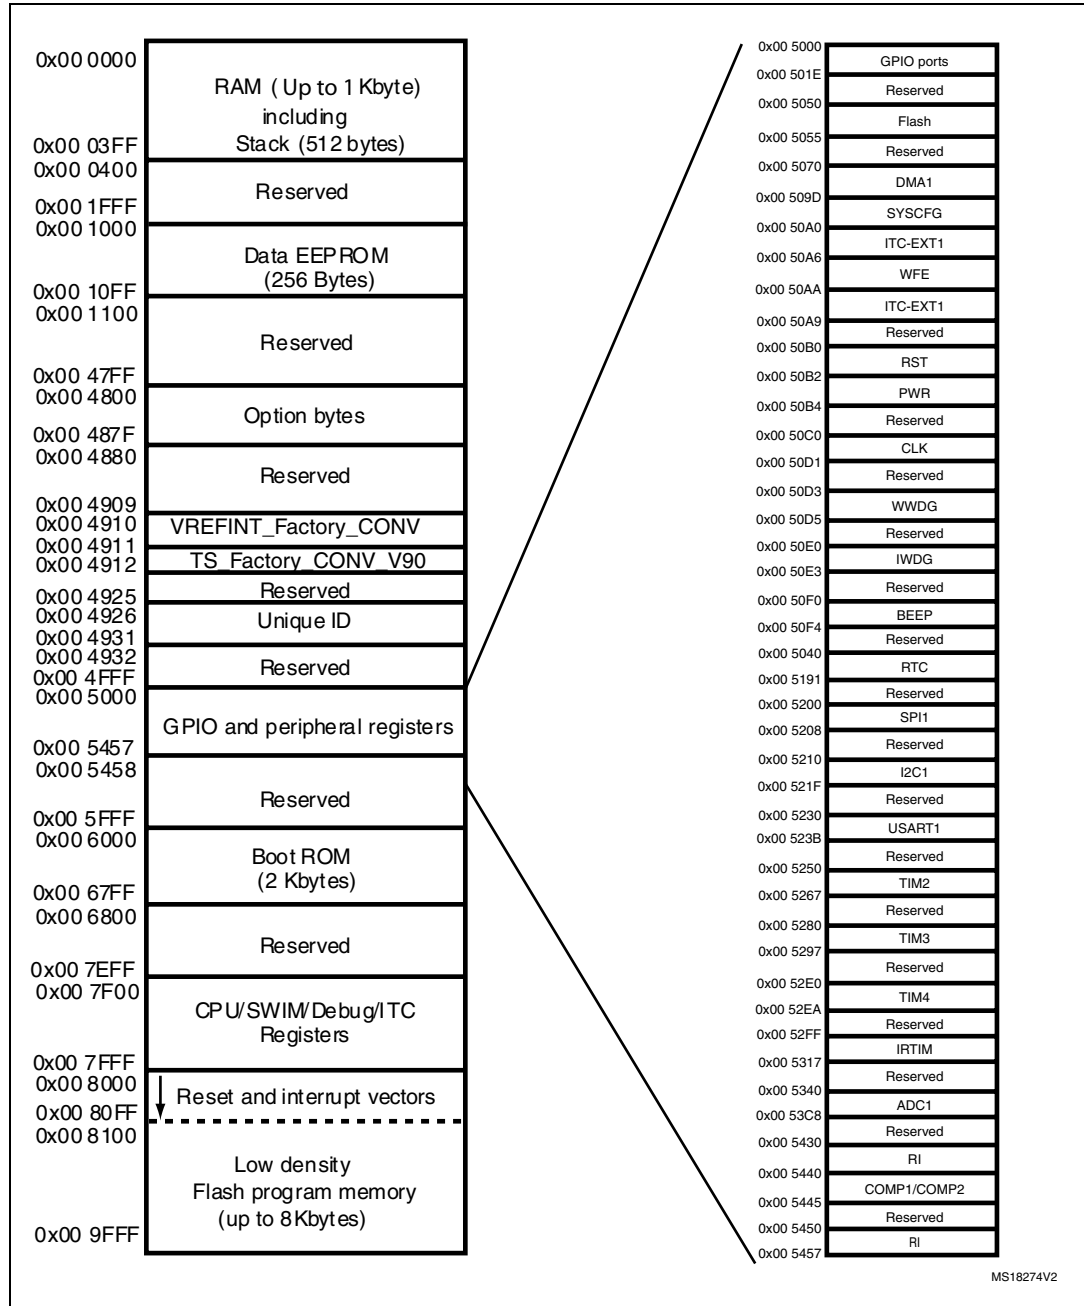 0x00 0000
RAM ( Up to 1 Kbyte)
including
Stack (512 bytes)
0x00 03FF
0x00 0400
Reserved
0x00 1FFF
0x00 1000
Data EEPROM
(256 Bytes)
0x00 10FF
0x00 1100
Reserved
0x00 47FF
0x00 4800
Option bytes
0x00 487F
0x00 4880
Reserved
0x00 4909
0x00 4910
VREFINT_Factory_CONV
0x00 4911
0x00 4912
TS_Factory_CONV_V90
Reserved
0x00 4925
0x00 4926
Unique ID
0x00 4931
0x00 4932
Reserved
0x00 4FFF
0x00 5000
GPIO and peripheral registers
0x00 5457
0x00 5458
Reserved
0x00 5FFF
0x00 6000
Boot ROM
(2 Kbytes)
0x00 67FF
0x00 6800
Reserved
0x00 7EFF
0x00 7F00
CPU/SWIM/Debug/ITC
Registers
0x00 7FFF
0x00 8000
Reset and interrupt vectors
0x00 80FF
0x00 8100
Low density
Flash program memory
(up to 8Kbytes)
0x00 9FFF
0x00 5000
GPIO ports
0x00 501E
Reserved
0x00 5050
Flash
0x00 5055
Reserved
0x00 5070
DMA1
0x00 509D
SYSCFG
0x00 50A0
ITC-EXT1
0x00 50A6
WFE
0x00 50AA
ITC-EXT1
0x00 50A9
Reserved
0x00 50B0
RST
0x00 50B2
PWR
0x00 50B4
Reserved
0x00 50C0
CLK
0x00 50D1
Reserved
0x00 50D3
WWDG
0x00 50D5
Reserved
0x00 50E0
IWDG
0x00 50E3
Reserved
0x00 50F0
BEEP
0x00 50F4
Reserved
0x00 5040
RTC
0x00 5191
Reserved
0x00 5200
SPI1
0x00 5208
Reserved
0x00 5210
I2C1
0x00 521F
Reserved
0x00 5230
USART1
0x00 523B
Reserved
0x00 5250
TIM2
0x00 5267
Reserved
0x00 5280
TIM3
0x00 5297
Reserved
0x00 52E0
TIM4
0x00 52EA
Reserved
0x00 52FF
IRTIM
0x00 5317
Reserved
0x00 5340
ADC1
0x00 53C8
Reserved
0x00 5430
RI
0x00 5440
COMP1/COMP2
0x00 5445
Reserved
0x00 5450
RI
0x00 5457
MS18274V2